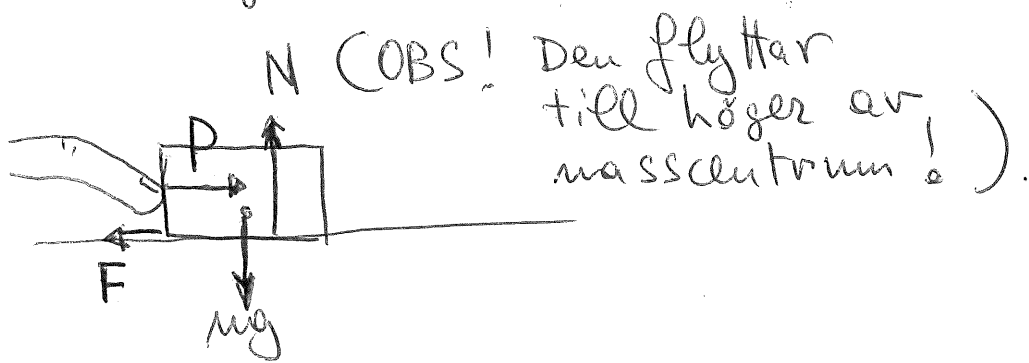 N (OBS! Den flyttar
till höger av
masscentrum!).
P
F
mg